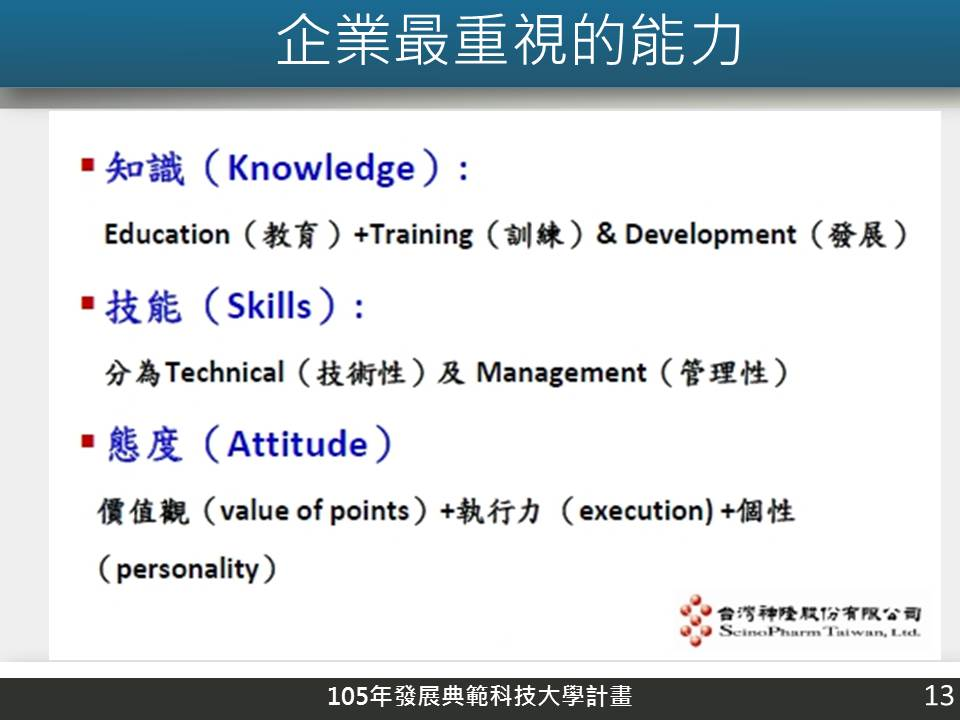 企業最重視的能力
知識（Knowledge）:
Education（教育）+Training（訓練）& Development（發展）
技能（Skills）:
分為Technical（技術性）及 Management（管理性）
態度（Attitude）
價值觀（value of points）+執行力 （execution) +個性
（personality）
台灣神隆股份有限公司
ScinoPharm Taiwan, Ltd.
105年發展典範科技大學計畫
13